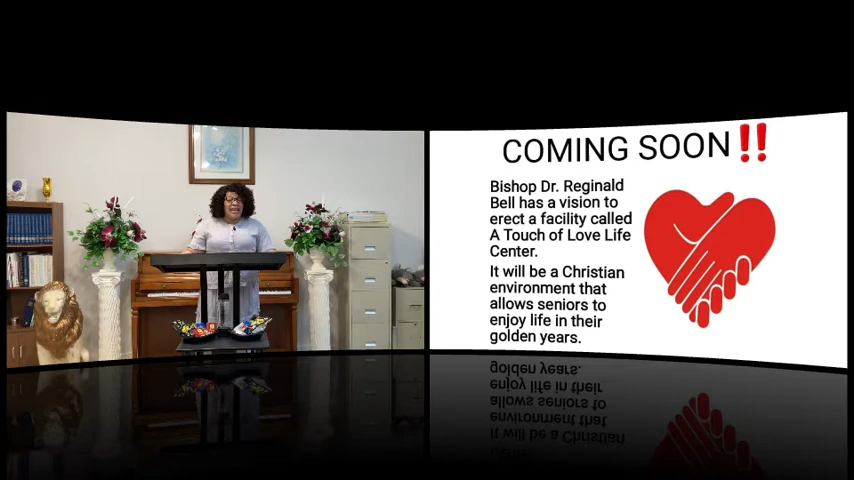 COMING SOON‼
Bishop Dr. Reginald
Bell has a vision to
erect a facility called
A Touch of Love Life
Center.
It will be a Christian
environment that
allows seniors to
enjoy life in their
golden years.